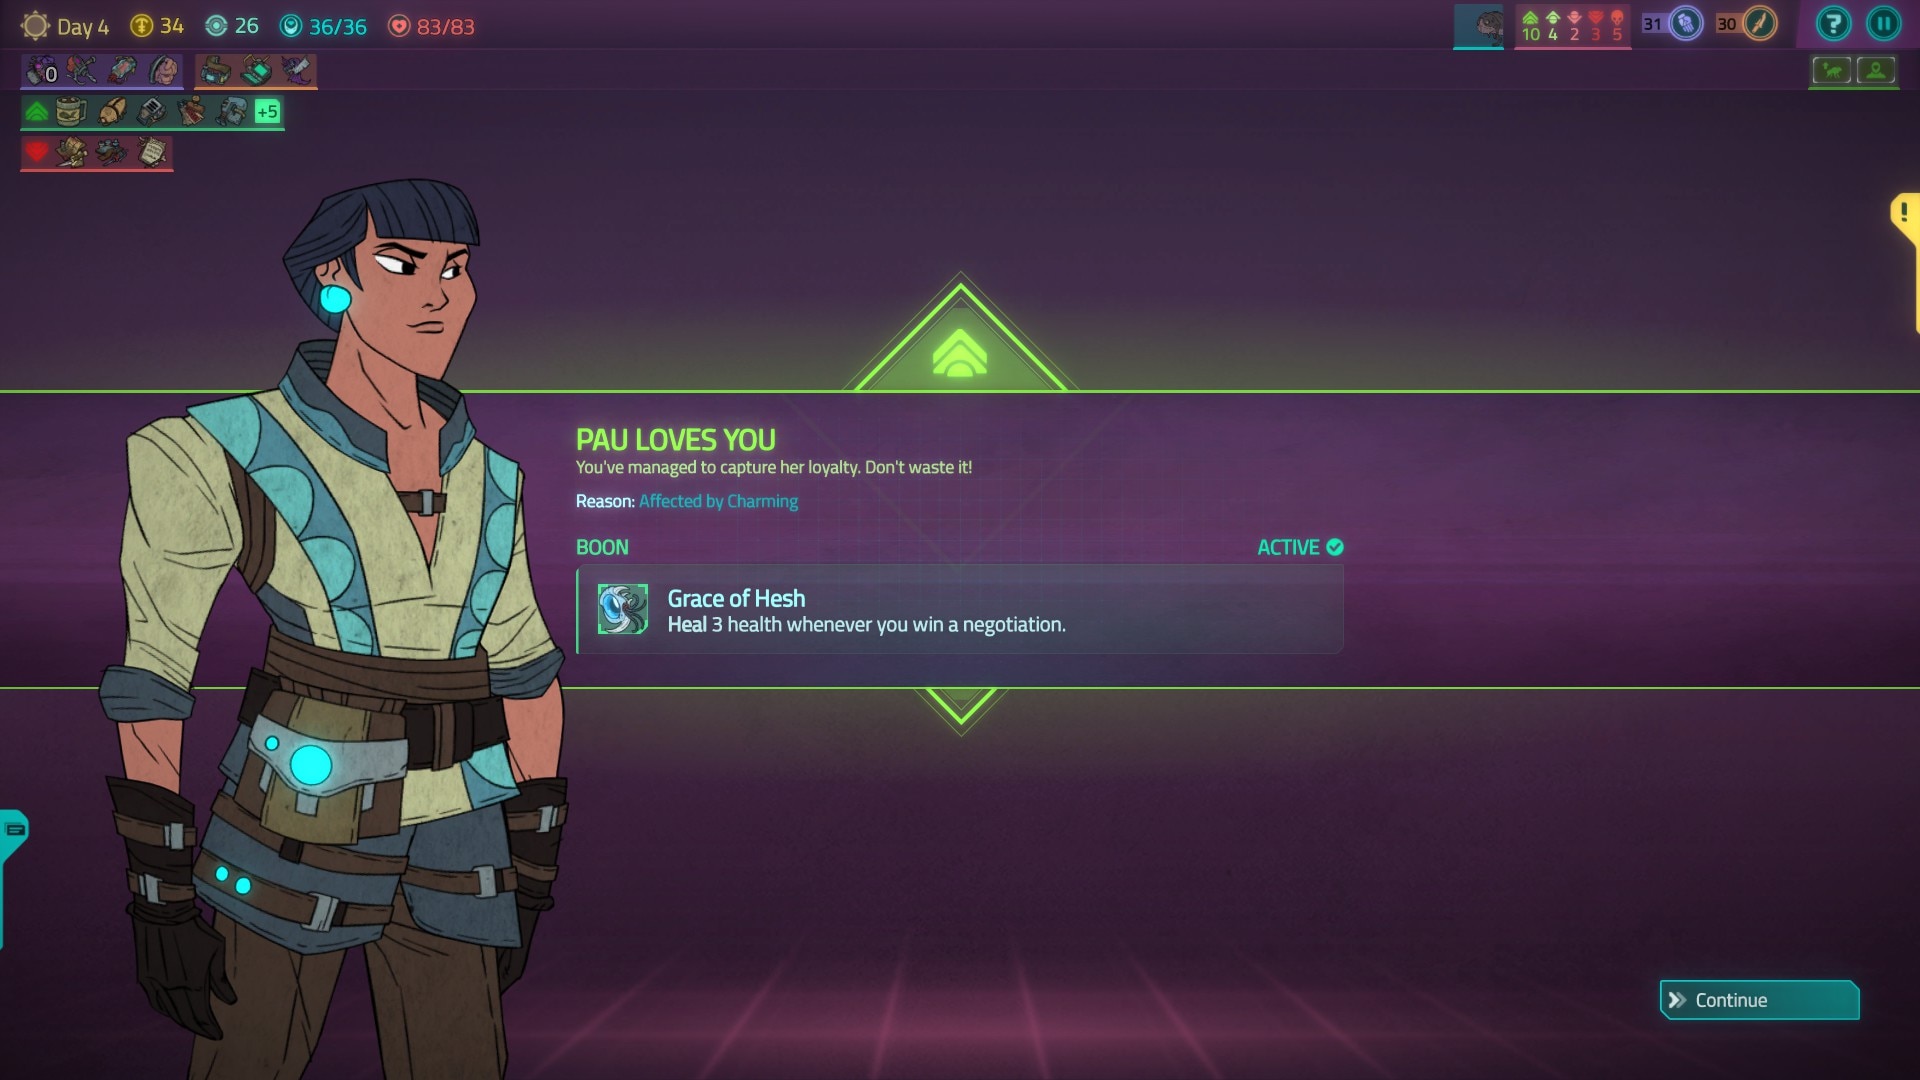 Day 4 34 26 36/36 83/83
10 4 2 3 5 31 30 ?
0
+5
!
PAU LOVES YOU
You've managed to capture her loyalty. Don't waste it!
Reason: Affected by Charming
BOON ACTIVE
Grace of Hesh
Heal 3 health whenever you win a negotiation.
Continue